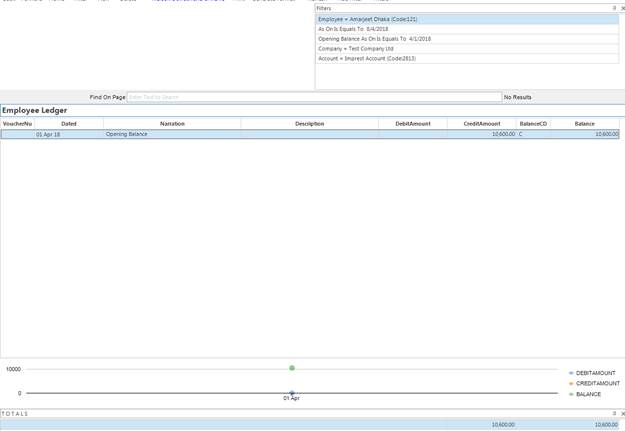 Filters
Employee = Amarjeet Dhaka (Code:121)
As On Is Equals To 8/4/2018
Opening Balance As On Is Equals To 4/1/2018
Company = Test Company Ltd
Account = Imprest Account (Code:2813)
Find On Page Enter Text to Search No Results
Employee Ledger
VoucherNu Dated Narration Description DebitAmount CreditAmount BalanceCD Balance
01 Apr 18 Opening Balance 10,600.00 C 10,600.00
10000
0
01 Apr
DEBITAMOUNT
CREDITAMOUNT
BALANCE
TOTALS
10,600.00 10,600.00